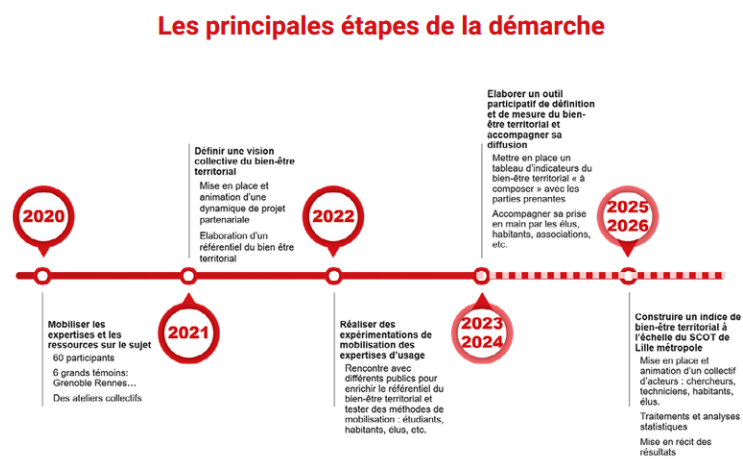 Les principales étapes de la démarche
2020
Mobiliser les
expertises et les
ressources sur le sujet
60 participants
6 grands témoins:
Grenoble Rennes…
Des ateliers collectifs
Définir une vision
collective du bien-être
territorial
Mise en place et
animation d'une
dynamique de projet
partenariale
Elaboration d'un
référentiel du bien être
territorial
2021
2022
Réaliser des
expérimentations de
mobilisation des
expertises d'usage
Rencontre avec
différents publics pour
enrichir le référentiel du
bien-être territorial et
tester des méthodes de
mobilisation : étudiants,
habitants, élus, etc.
Elaborer un outil
participatif de définition
et de mesure du bien-
être territorial et
accompagner sa
diffusion
Mettre en place un
tableau d'indicateurs du
bien-être territorial « à
composer » avec les
parties prenantes
Accompagner sa prise
en main par les élus,
habitants, associations,
etc.
2023
2024
2025
2026
Construire un indice de
bien-être territorial à
l'échelle du SCOT de
Lille métropole
Mise en place et
animation d'un collectif
d'acteurs : chercheurs,
techniciens, habitants,
élus.
Traitements et analyses
statistiques
Mise en récit des
résultats